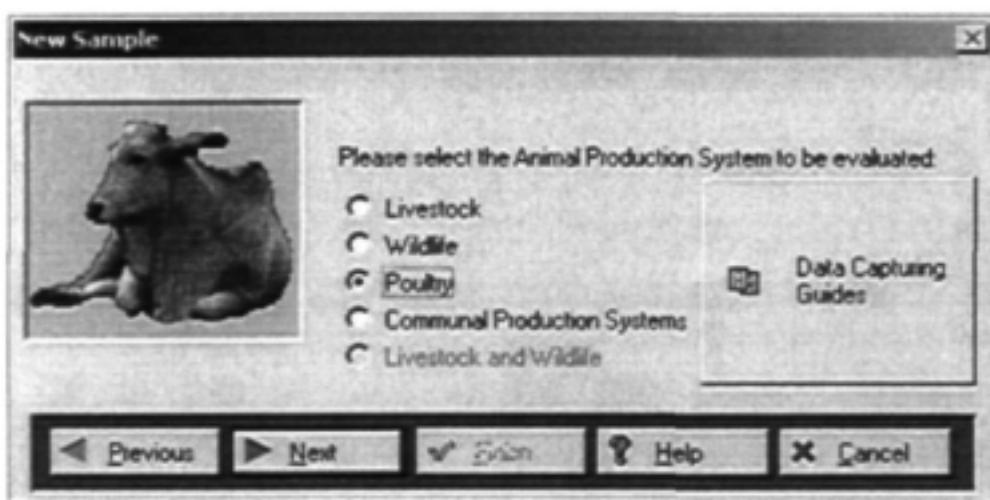 New Sample
Please select the Animal Production System to be evaluated:
Livestock
Wildlife
Poultry
Communal Production Systems
Livestock and Wildlife
Data Capturing
Guides
Previous
Next
Finish
Help
Cancel